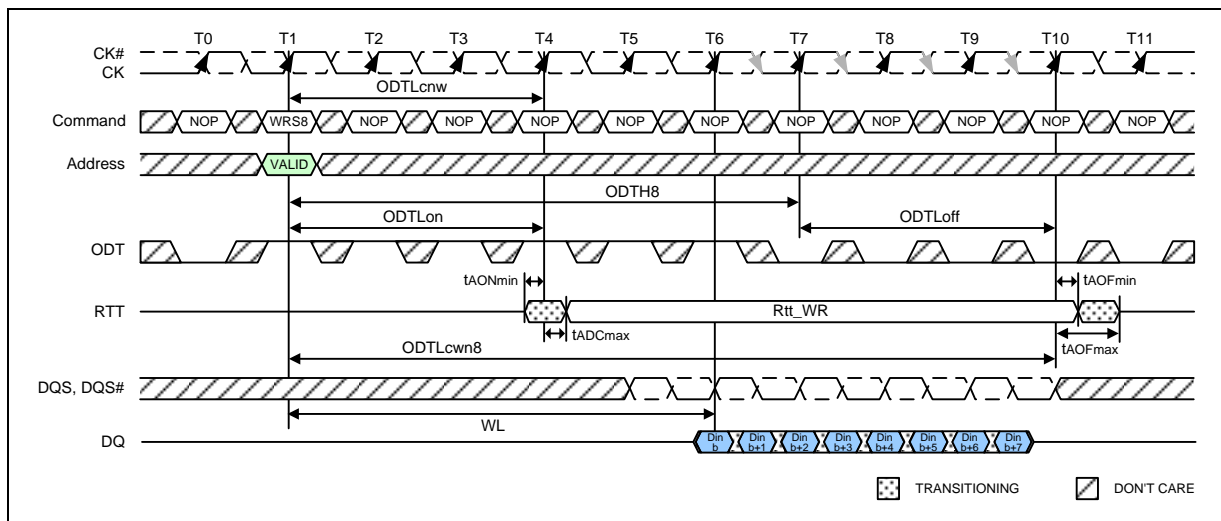 T0 T1 T2 T3 T4 T5 T6 T7 T8 T9 T10 T11
CK#
CK
ODTLcnw
Command NOP WRS8 NOP NOP NOP NOP NOP NOP NOP NOP NOP NOP
Address VALID
ODTH8
ODTLon ODTLoff
ODT
tAONmin tAOFmin
RTT Rtt_WR
tADCmax
ODTLcwn8 tAOFmax
DQS, DQS#
WL
DQ Din b Din b+1 Din b+2 Din b+3 Din b+4 Din b+5 Din b+6 Din b+7
TRANSITIONING DON'T CARE